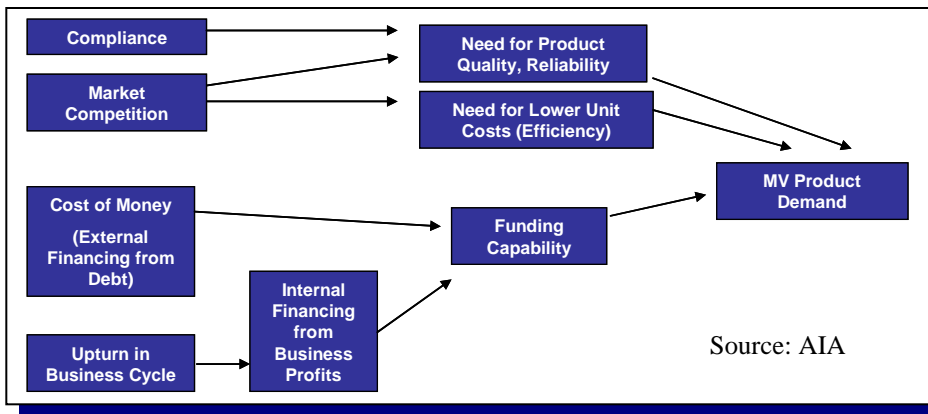 Compliance
Market
Competition
Need for Product
Quality, Reliability
Need for Lower Unit
Costs (Efficiency)
MV Product
Demand
Cost of Money
(External
Financing from
Debt)
Funding
Capability
Internal
Financing
from
Business
Profits
Upturn in
Business Cycle
Source: AIA